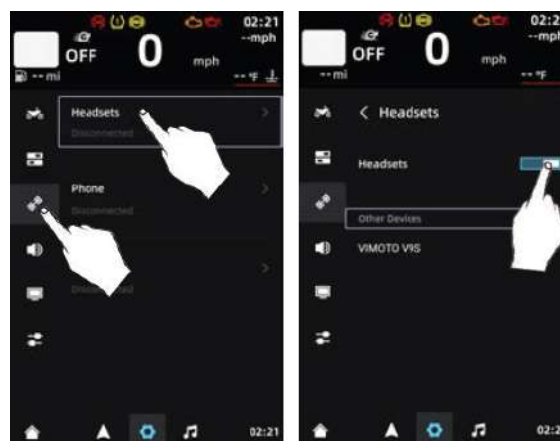 02:21
--mph
OFF
0
mph
-- mi
-- °F
Headsets
Disconnected
Phone
Disconnected
02:21
02:2
--mph
OFF
0
mph
-- mi
-- °F
Headsets
Headsets
Other Devices
VIMOTO V9S
02:2